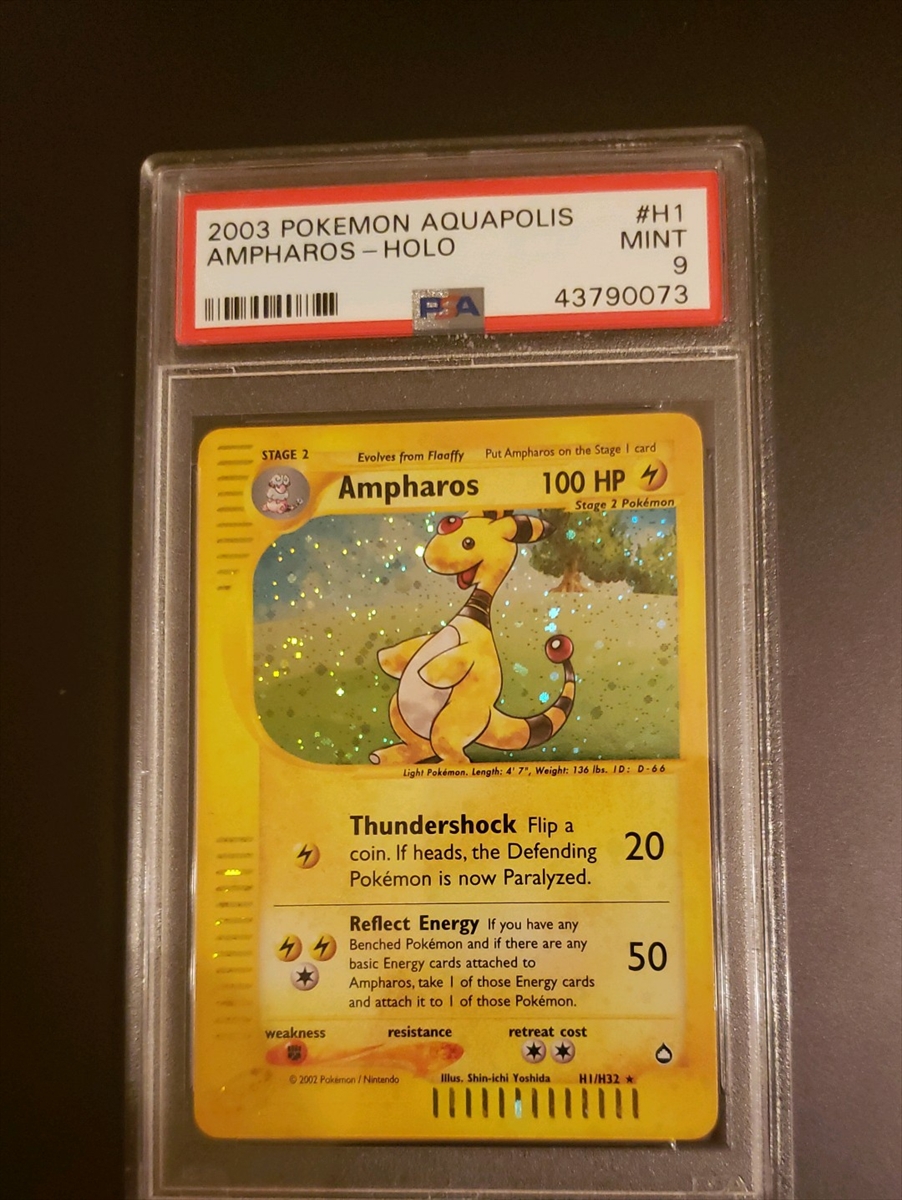 2003 POKEMON AQUAPOLIS #H1
AMPHAROS – HOLO MINT
9
PSA 43790073
STAGE 2 Evolves from Flaaffy Put Ampharos on the Stage 1 card
Ampharos 100 HP
Stage 2 Pokémon
Light Pokémon. Length: 4' 7", Weight: 136 lbs. ID: D-66
Thundershock Flip a
coin. If heads, the Defending 20
Pokémon is now Paralyzed.
Reflect Energy If you have any
Benched Pokémon and if there are any
basic Energy cards attached to 50
Ampharos, take 1 of those Energy cards
and attach it to 1 of those Pokémon.
weakness resistance retreat cost
© 2002 Pokémon / Nintendo Illus. Shin-ichi Yoshida H1/H32 ★
PSA